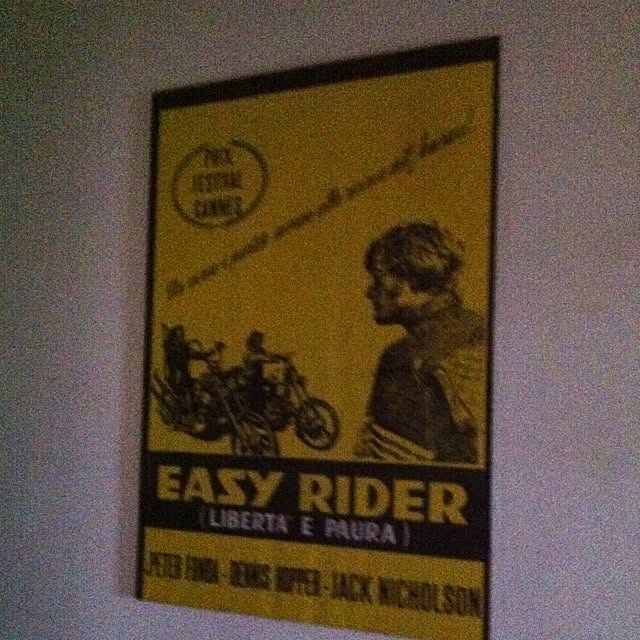 PRIX
FESTIVAL
CANNES
EASY RIDER
(LIBERTA' E PAURA)
PETER FONDA - DENNIS HOPPER - JACK NICHOLSON